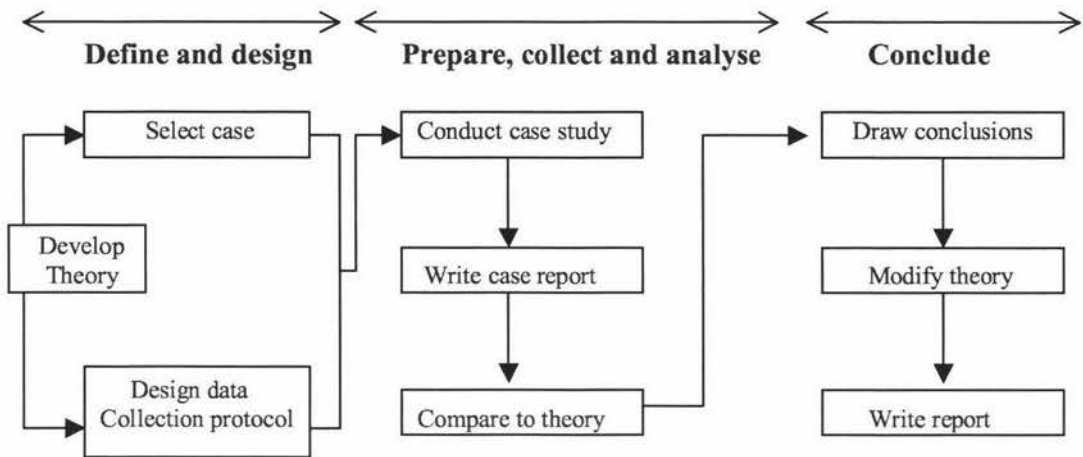 Define and design
Prepare, collect and analyse
Conclude
Select case
Develop
Theory
Design data
Collection protocol
Conduct case study
Write case report
Compare to theory
Draw conclusions
Modify theory
Write report